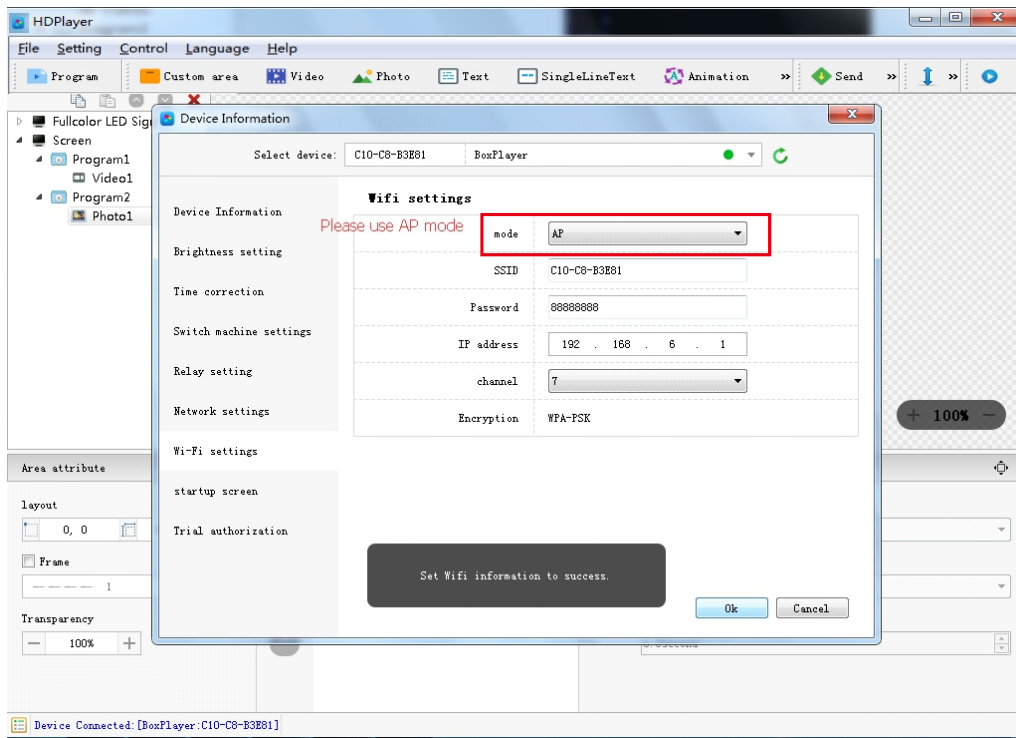 HDPlayer
File Setting Control Language Help
Program Custom area Video Photo Text SingleLineText Animation » Send » »
Fullcolor LED Sig
Screen
Program1
Video1
Program2
Photo1
Device Information
Select device: C10-C8-B3E81 BoxPlayer
Device Information
Brightness setting
Time correction
Switch machine settings
Relay setting
Network settings
Wi-Fi settings
startup screen
Trial authorization
Wifi settings
Please use AP mode
mode AP
SSID C10-C8-B3E81
Password 88888888
IP address 192 . 168 . 6 . 1
channel 7
Encryption WPA-PSK
Set Wifi information to success.
Ok Cancel
+ 100% −
Area attribute
layout
0, 0
Frame
1
Transparency
— 100% +
Device Connected:[BoxPlayer:C10-C8-B3E81]